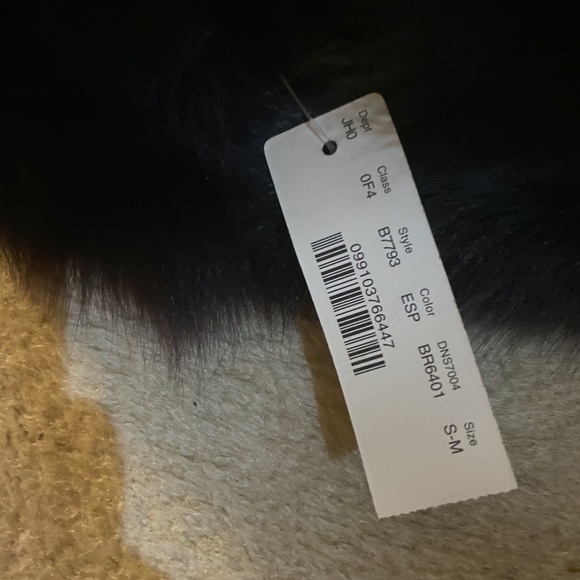 Dept Class Style Color DNS7004 Size
JH0 0F4 B7793 ESP BR6401 S-M
099103766447